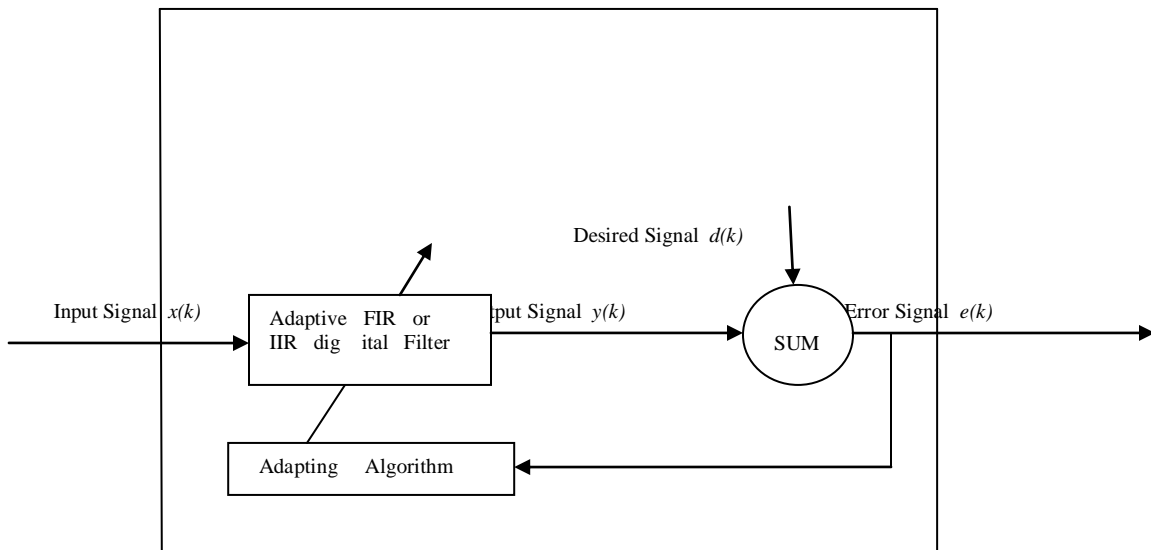 Desired Signal d(k)
Input Signal x(k)
tput Signal y(k)
Error Signal e(k)
Adaptive FIR or
IIR dig ital Filter
SUM
Adapting Algorithm